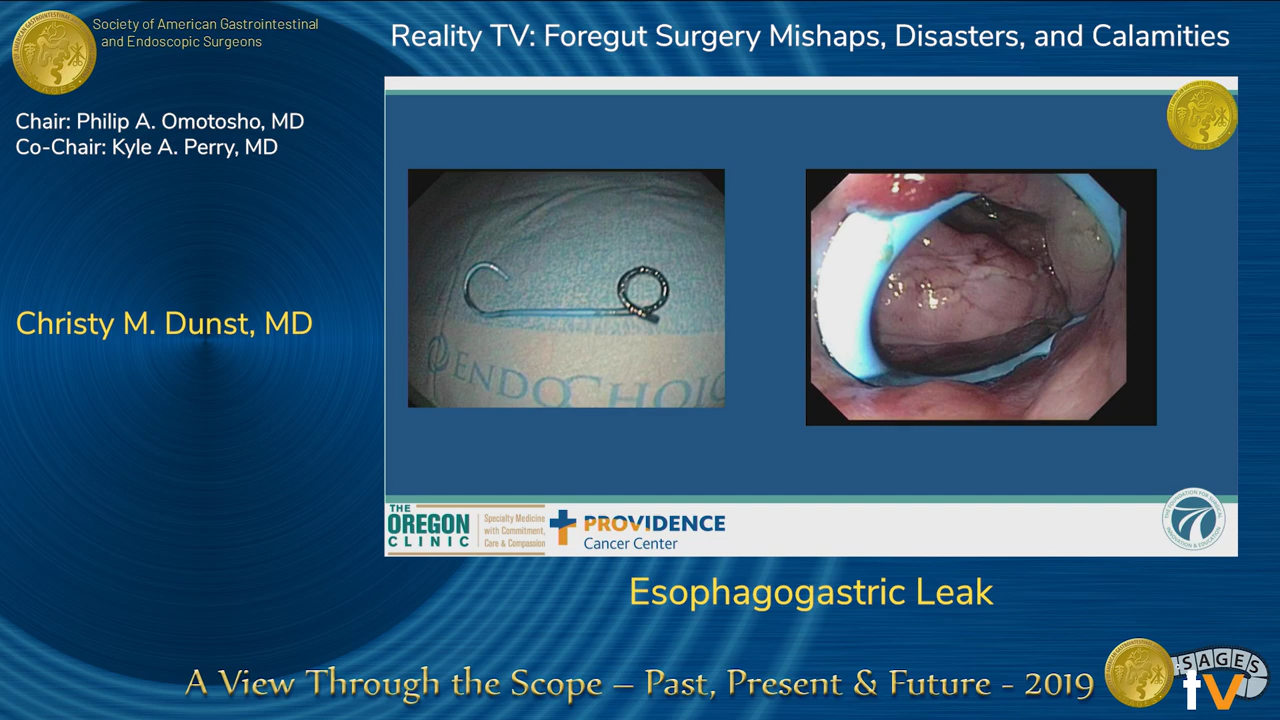 Society of American Gastrointestinal
and Endoscopic Surgeons
Reality TV: Foregut Surgery Mishaps, Disasters, and Calamities
Chair: Philip A. Omotosho, MD
Co-Chair: Kyle A. Perry, MD
Christy M. Dunst, MD
ENDOCHOIC
THE
OREGON
CLINIC
Specialty Medicine
with Commitment,
Care & Compassion
PROVIDENCE
Cancer Center
Esophagogastric Leak
A View Through the Scope – Past, Present & Future - 2019
SAGES
tv